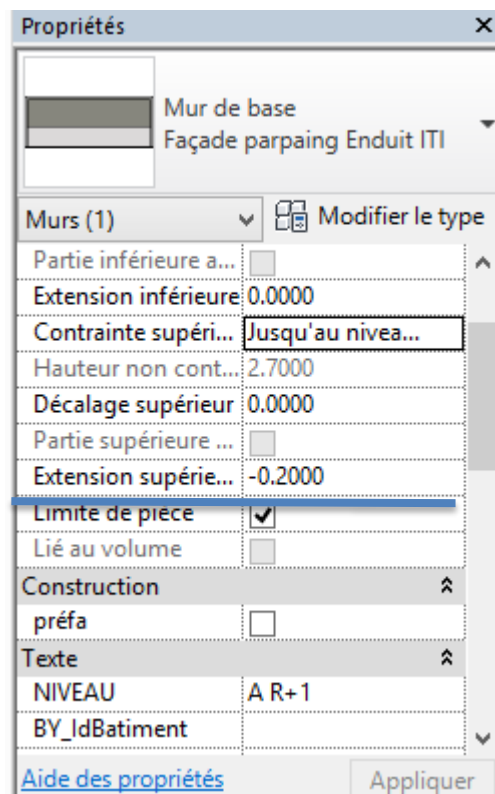 Propriétés
Mur de base
Façade parpaing Enduit ITI
Murs (1) Modifier le type
Partie inférieure a...
Extension inférieure 0.0000
Contrainte supéri... Jusqu'au nivea...
Hauteur non cont... 2.7000
Décalage supérieur 0.0000
Partie supérieure ...
Extension supérie... -0.2000
Limite de pièce
Lié au volume
Construction
préfa
Texte
NIVEAU A R+1
BY_IdBatiment
Aide des propriétés Appliquer